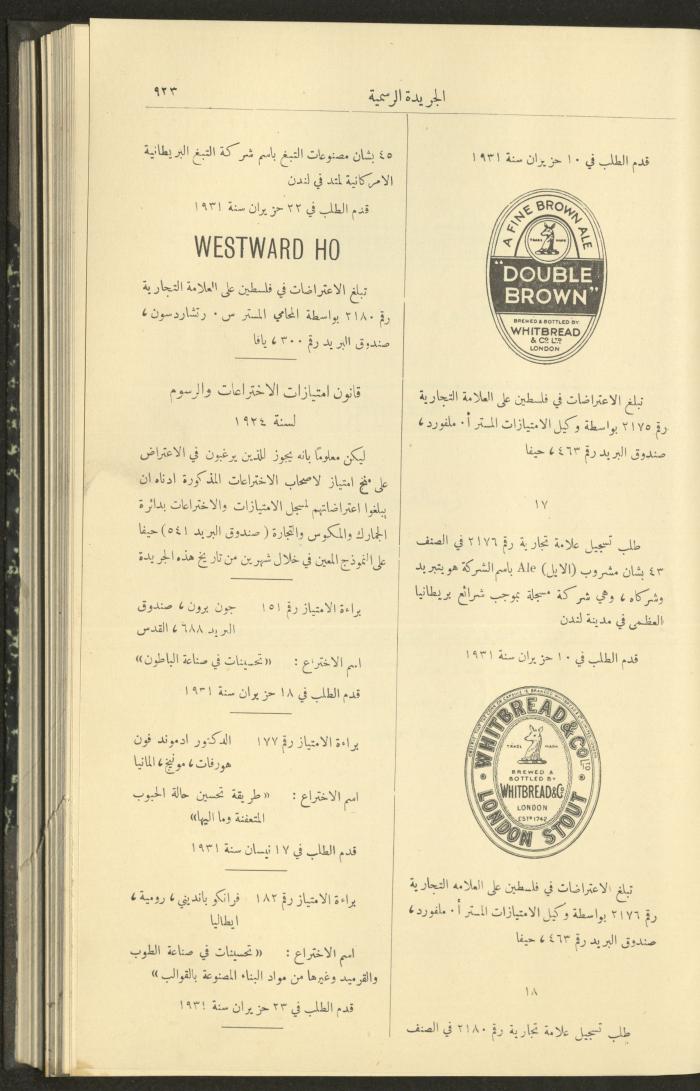 الجريدة الرسمية
٩٢٣
قدم الطلب في ١٠ حزيران سنة ١٩٣١
A FINE BROWN ALE
TRADE MARK
"DOUBLE
BROWN"
BREWED & BOTTLED BY
WHITBREAD
& Cº LTD
LONDON
تبلغ الاعتراضات في فلسطين على العلامة التجارية
رقم ٢١٧٥ بواسطة وكيل الامتيازات المستر أ٠ ملفورد،
صندوق البريد رقم ٤٦٣، حيفا
١٧
طلب تسجيل علامة تجارية رقم ٢١٧٦ في الصنف
٤٣ بشان مشروب (الايل) Ale باسم الشركة هويتبريد
وشركاه، وهي شركة مسجلة بموجب شرائع بريطانيا
العظمى في مدينة لندن
قدم الطلب في ١٠ حزيران سنة ١٩٣١
WHITBREAD & Cº LTD
TRADE MARK
BREWED &
BOTTLED BY
WHITBREAD & Cº
LONDON
ESTD 1742
LONDON STOUT
تبلغ الاعتراضات في فلسطين على العلامه التجارية
رقم ٢١٧٦ بواسطة وكيل الامتيازات المستر أ٠ ملفورد،
صندوق البريد رقم ٤٦٣، حيفا
١٨
طلب تسجيل علامة تجارية رقم ٢١٨٠ في الصنف
٤٥ بشان مصنوعات التبغ باسم شركة التبغ البريطانية
الامركانية لمتد في لندن
قدم الطلب في ٢٢ حزيران سنة ١٩٣١
WESTWARD HO
تبلغ الاعتراضات في فلسطين على العلامة التجارية
رقم ٢١٨٠ بواسطة المحامي المستر س٠ رتشاردسون،
صندوق البريد رقم ٣٠٠، يافا
قانون امتيازات الاختراعات والرسوم
لسنة ١٩٢٤
ليكن معلومًا بانه يجوز للذين يرغبون في الاعتراض
على منح امتياز لاصحاب الاختراعات المذكورة ادناه ان
يبلغوا اعتراضاتهم لمسجل الامتيازات والاختراعات بدائرة
الجمارك والمكوس والتجارة (صندوق البريد ٥٤١) حيفا
على النموذج المعين في خلال شهرين من تاريخ هذه الجريدة
براءة الامتياز رقم ١٥١ جون برون، صندوق
البريد ٦٨٨، القدس
اسم الاختراع : «تحسينات في صناعة الباطون»
قدم الطلب في ١٨ حزيران سنة ١٩٣١
براءة الامتياز رقم ١٧٧ الدكتور ادموند فون
هورفات، مونيخ، المانيا
اسم الاختراع : «طريقة تحسين حالة الحبوب
المتعفنة وما اليها»
قدم الطلب في ١٧ نيسان سنة ١٩٣١
براءة الامتياز رقم ١٨٢ فرانكو بانديني، رومية،
ايطاليا
اسم الاختراع : «تحسينات في صناعة الطوب
والقرميد وغيرها من مواد البناء المصنوعة بالقوالب»
قدم الطلب في ٢٣ حزيران سنة ١٩٣١